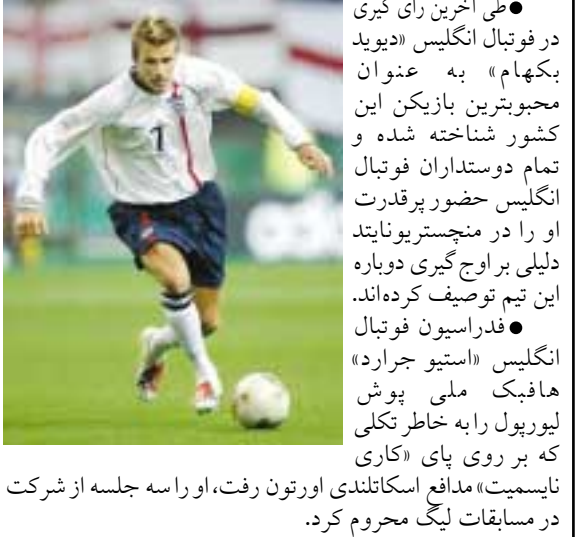 ●طی آخرین رای گیری
در فوتبال انگلیس «دیوید
بکهام» به عنوان
محبوبترین بازیکن این
کشور شناخته شده و
تمام دوستداران فوتبال
انگلیس حضور پرقدرت
او را در منچستریونایتد
دلیلی بر اوج گیری دوباره
این تیم توصیف کرده‌اند.
●فدراسیون فوتبال
انگلیس «استیو جرارد»
هافبک ملی پوش
لیورپول را به خاطر تکلی
که بر روی پای «کاری
نایسمیت» مدافع اسکاتلندی اورتون رفت، او را سه جلسه از شرکت
در مسابقات لیگ محروم کرد.
7